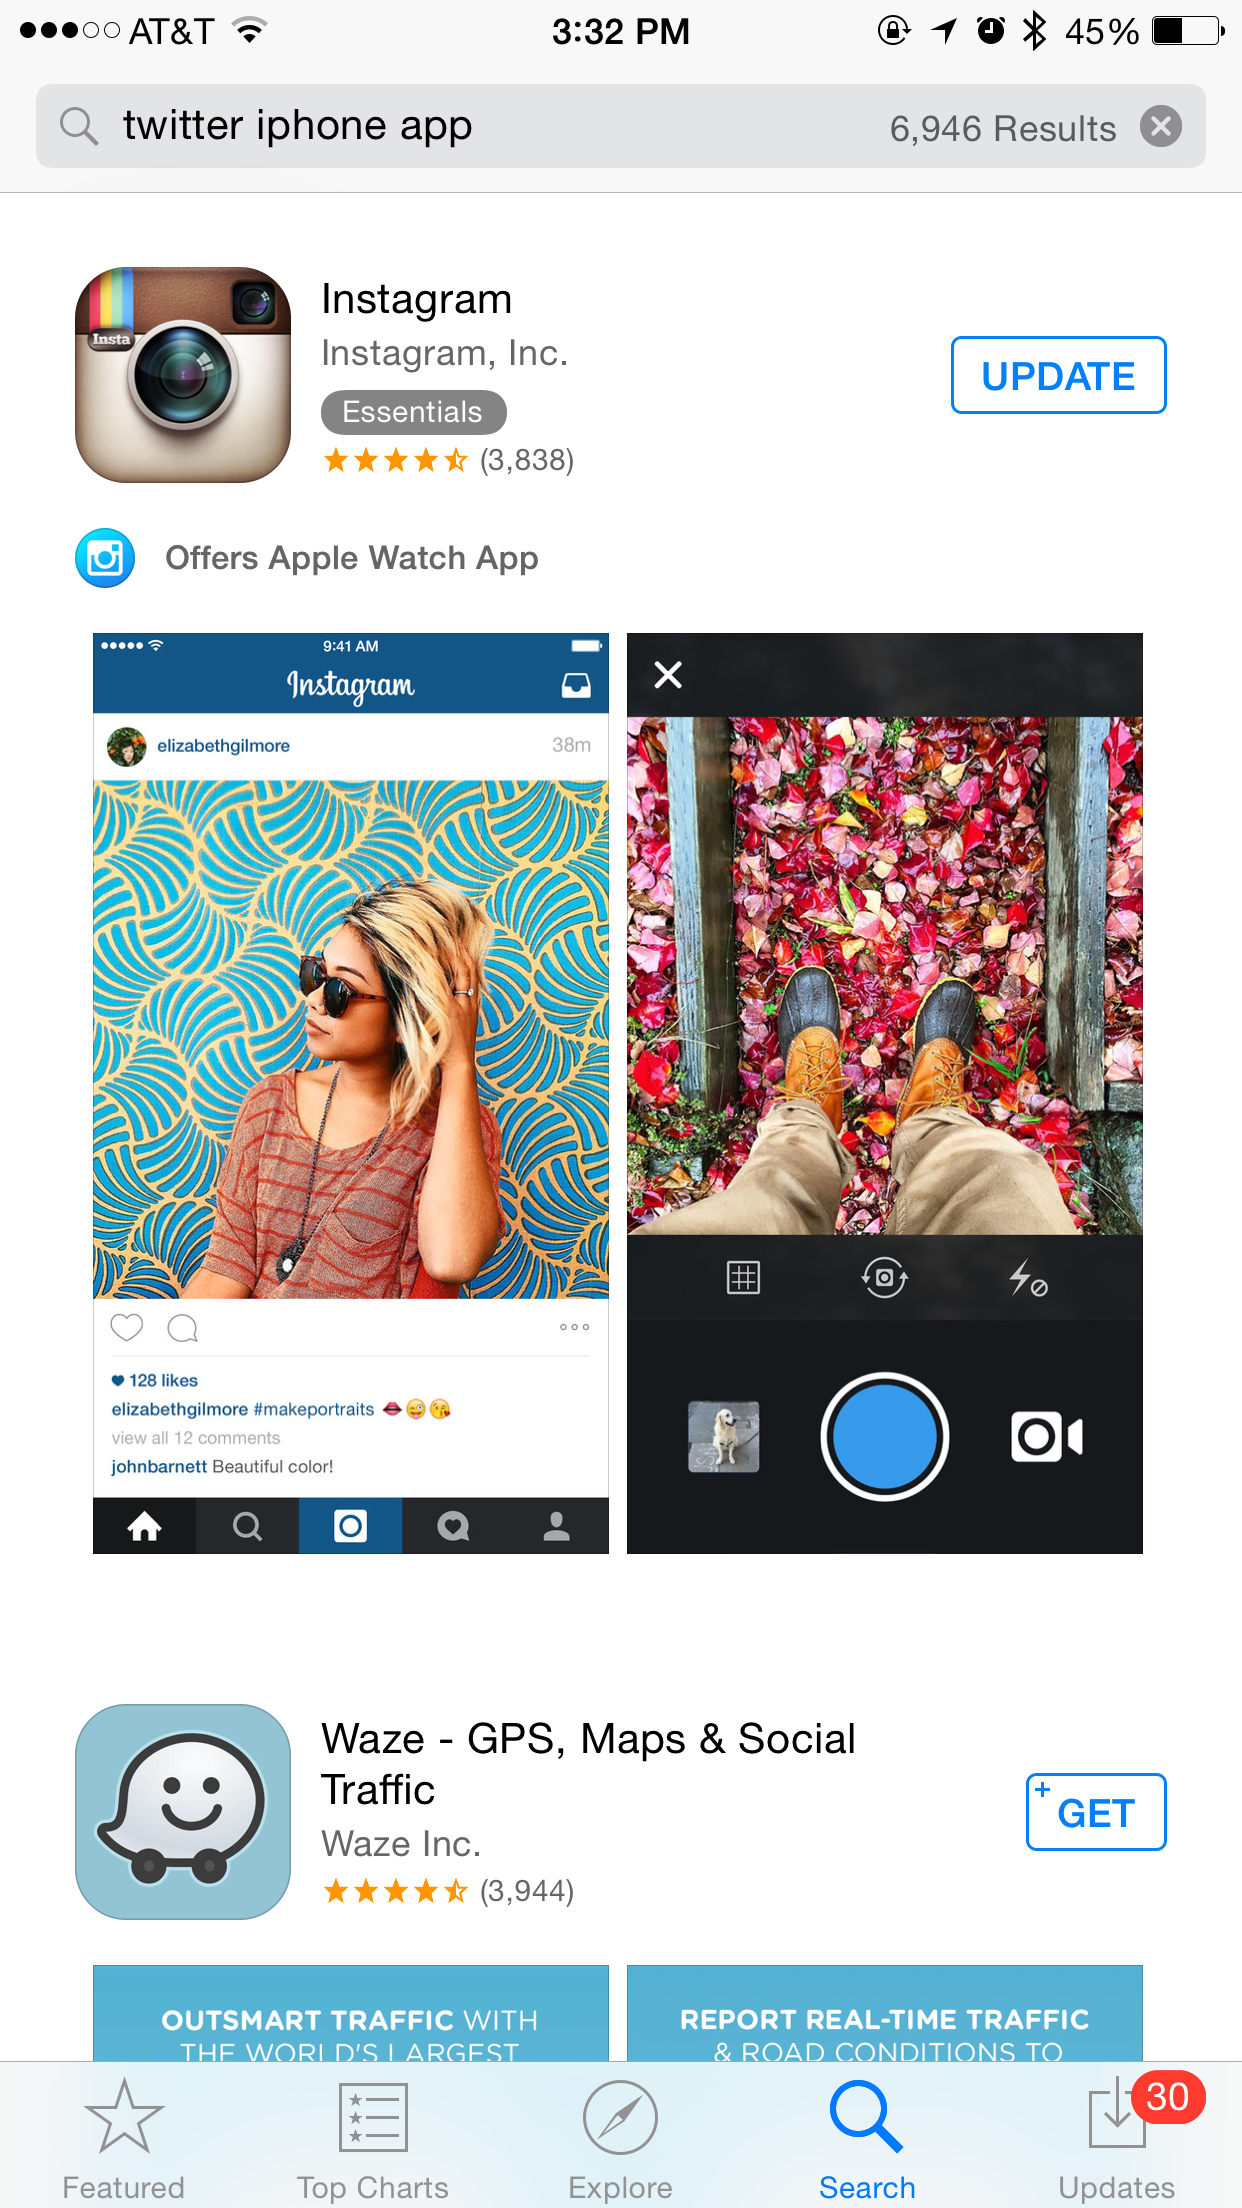 AT&T 3:32 PM 45%
twitter iphone app 6,946 Results
Instagram
Instagram, Inc.
Essentials
(3,838)
UPDATE
Insta
Offers Apple Watch App
9:41 AM
Instagram
elizabethgilmore 38m
128 likes
elizabethgilmore #makeportraits
view all 12 comments
johnbarnett Beautiful color!
Waze - GPS, Maps & Social
Traffic
Waze Inc.
(3,944)
+ GET
OUTSMART TRAFFIC WITH
THE WORLD'S LARGEST
REPORT REAL-TIME TRAFFIC
& ROAD CONDITIONS TO
30
Featured Top Charts Explore Search Updates